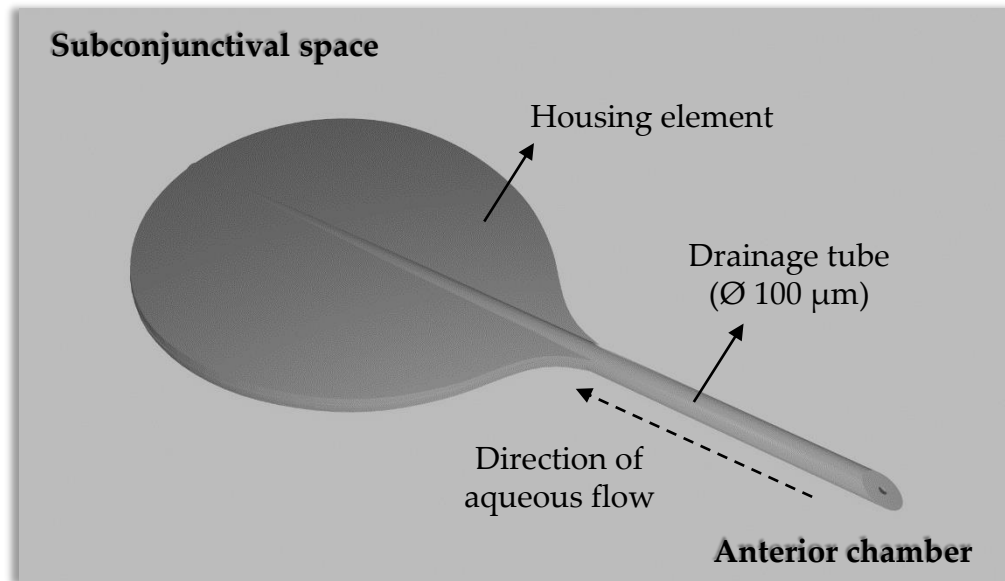 Subconjunctival space
Housing element
Drainage tube
(Ø 100 µm)
Direction of
aqueous flow
Anterior chamber